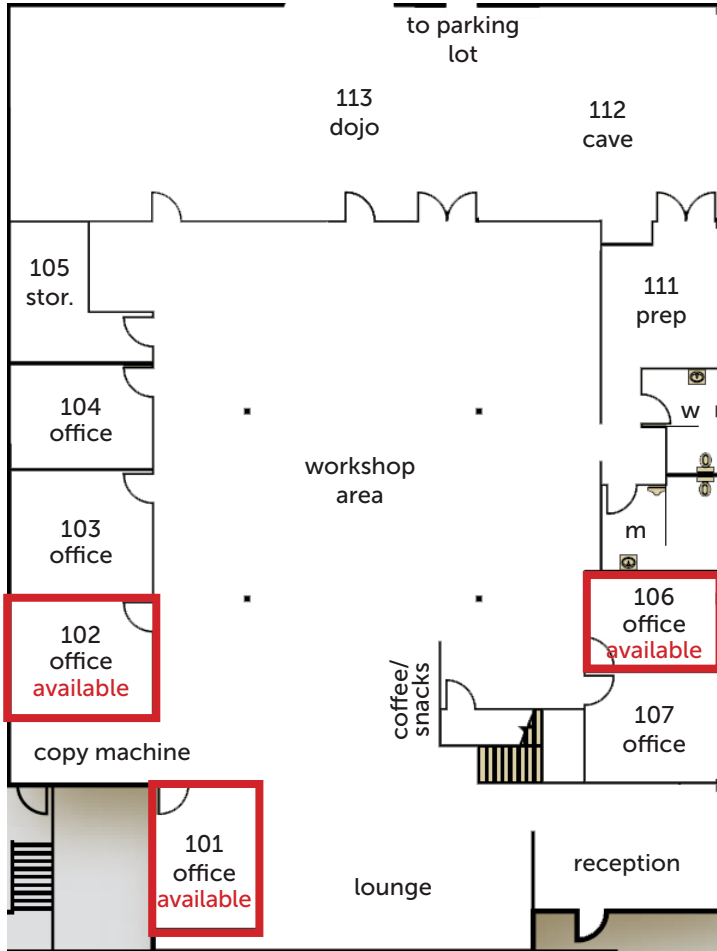 to parking
lot
113
dojo
112
cave
105
stor.
111
prep
104
office
w
workshop
area
103
office
m
102
office
available
106
office
available
coffee/
snacks
107
office
copy machine
101
office
available
lounge
reception